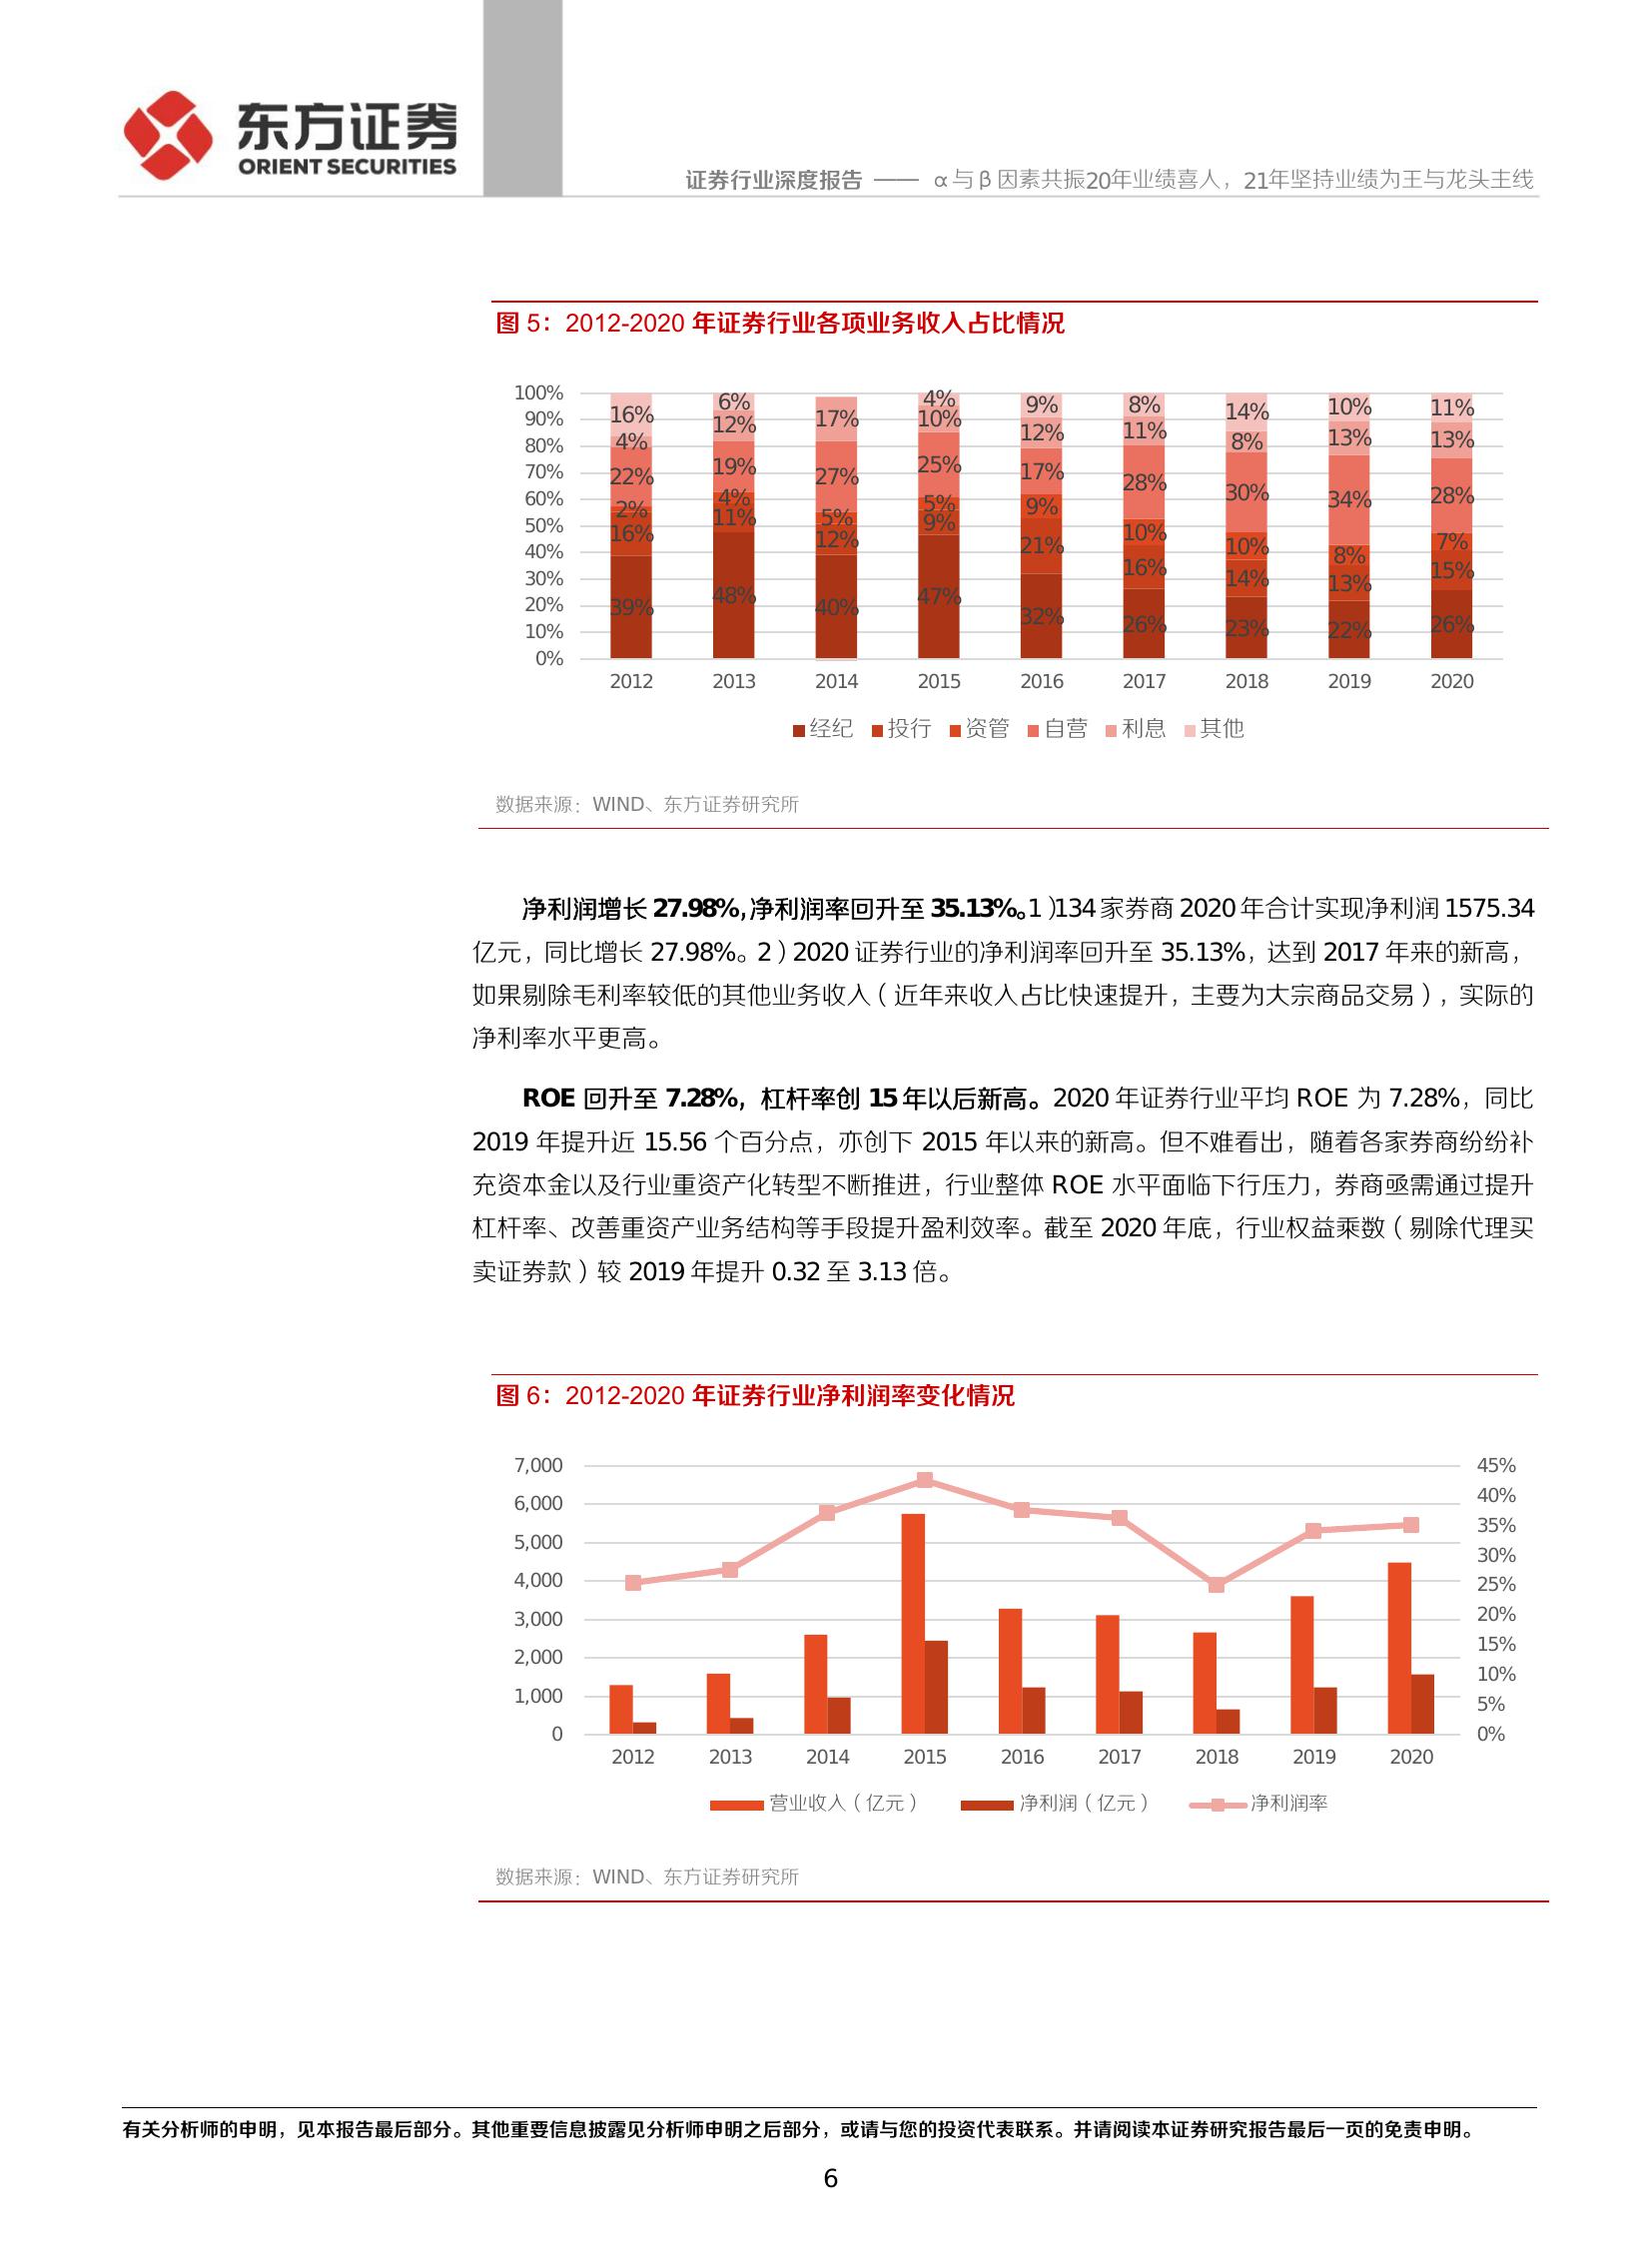 东方证券
ORIENT SECURITIES
证券行业深度报告 —— α与β因素共振20年业绩喜人，21年坚持业绩为王与龙头主线
图 5：2012-2020 年证券行业各项业务收入占比情况
100%
90%
80%
70%
60%
50%
40%
30%
20%
10%
0%
16% 6% 4% 9% 8% 14% 10% 11%
4% 12% 17% 10% 12% 11% 8% 13% 13%
22% 19% 27% 25% 17% 28% 30% 34% 28%
2% 4% 5% 5% 9% 10% 10% 8% 7%
16% 11% 12% 9% 21% 16% 14% 13% 15%
39% 48% 40% 47% 32% 26% 23% 22% 26%
2012 2013 2014 2015 2016 2017 2018 2019 2020
经纪 投行 资管 自营 利息 其他
数据来源：WIND、东方证券研究所
净利润增长 27.98%,净利润率回升至 35.13%。1）134 家券商 2020 年合计实现净利润 1575.34
亿元，同比增长 27.98%。2）2020 证券行业的净利润率回升至 35.13%，达到 2017 年来的新高，
如果剔除毛利率较低的其他业务收入（近年来收入占比快速提升，主要为大宗商品交易），实际的
净利率水平更高。
ROE 回升至 7.28%，杠杆率创 15 年以后新高。2020 年证券行业平均 ROE 为 7.28%，同比
2019 年提升近 15.56 个百分点，亦创下 2015 年以来的新高。但不难看出，随着各家券商纷纷补
充资本金以及行业重资产化转型不断推进，行业整体 ROE 水平面临下行压力，券商亟需通过提升
杠杆率、改善重资产业务结构等手段提升盈利效率。截至 2020 年底，行业权益乘数（剔除代理买
卖证券款）较 2019 年提升 0.32 至 3.13 倍。
图 6：2012-2020 年证券行业净利润率变化情况
7,000 45%
6,000 40%
5,000 35%
4,000 30%
3,000 25%
2,000 20%
1,000 15%
0 10%
5%
0%
2012 2013 2014 2015 2016 2017 2018 2019 2020
营业收入（亿元） 净利润（亿元） 净利润率
数据来源：WIND、东方证券研究所
有关分析师的申明，见本报告最后部分。其他重要信息披露见分析师申明之后部分，或请与您的投资代表联系。并请阅读本证券研究报告最后一页的免责申明。
6